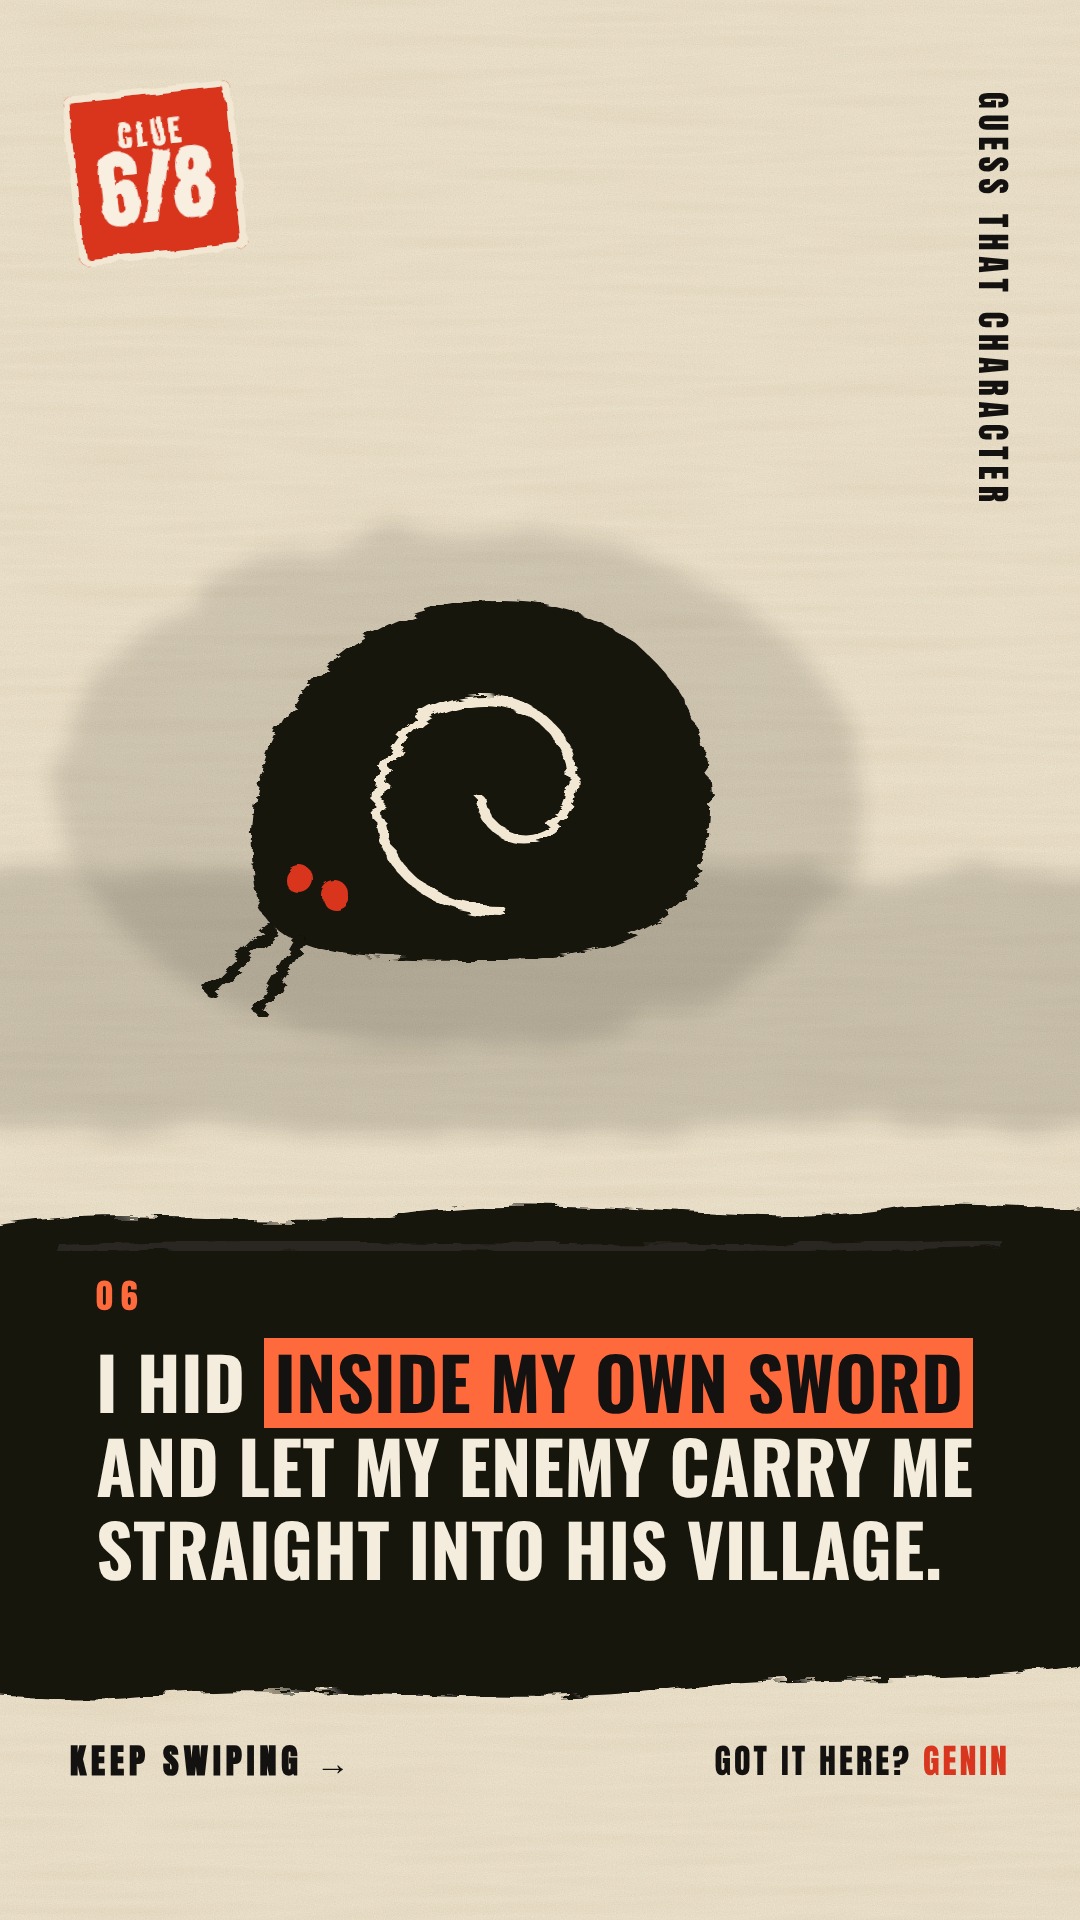 CLUE
6/8
GUESS THAT CHARACTER
06
I HID INSIDE MY OWN SWORD
AND LET MY ENEMY CARRY ME
STRAIGHT INTO HIS VILLAGE.
KEEP SWIPING →
GOT IT HERE? GENIN